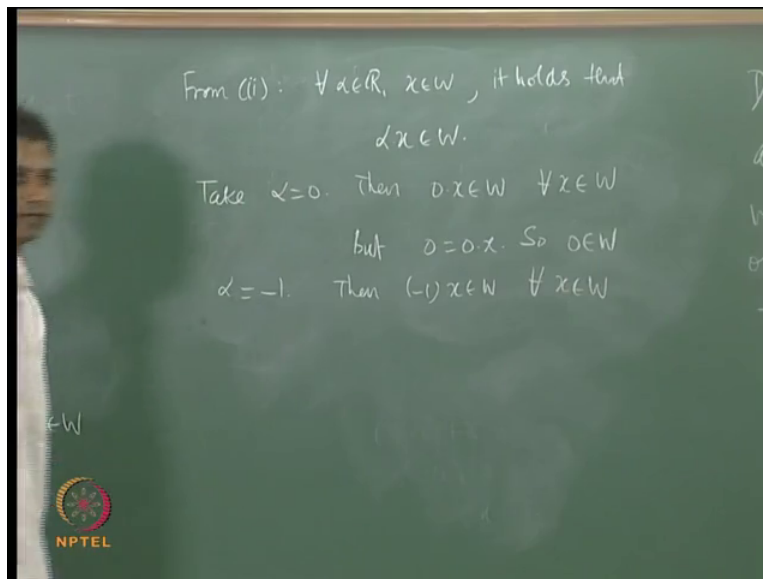 From (ii): ∀ α∈ℝ, x∈W, it holds that
αx∈W.
Take α=0. Then 0.x∈W ∀x∈W
but 0=0.x. So 0∈W
α=-1. Then (-1)x∈W ∀ x∈W
∈W
NPTEL